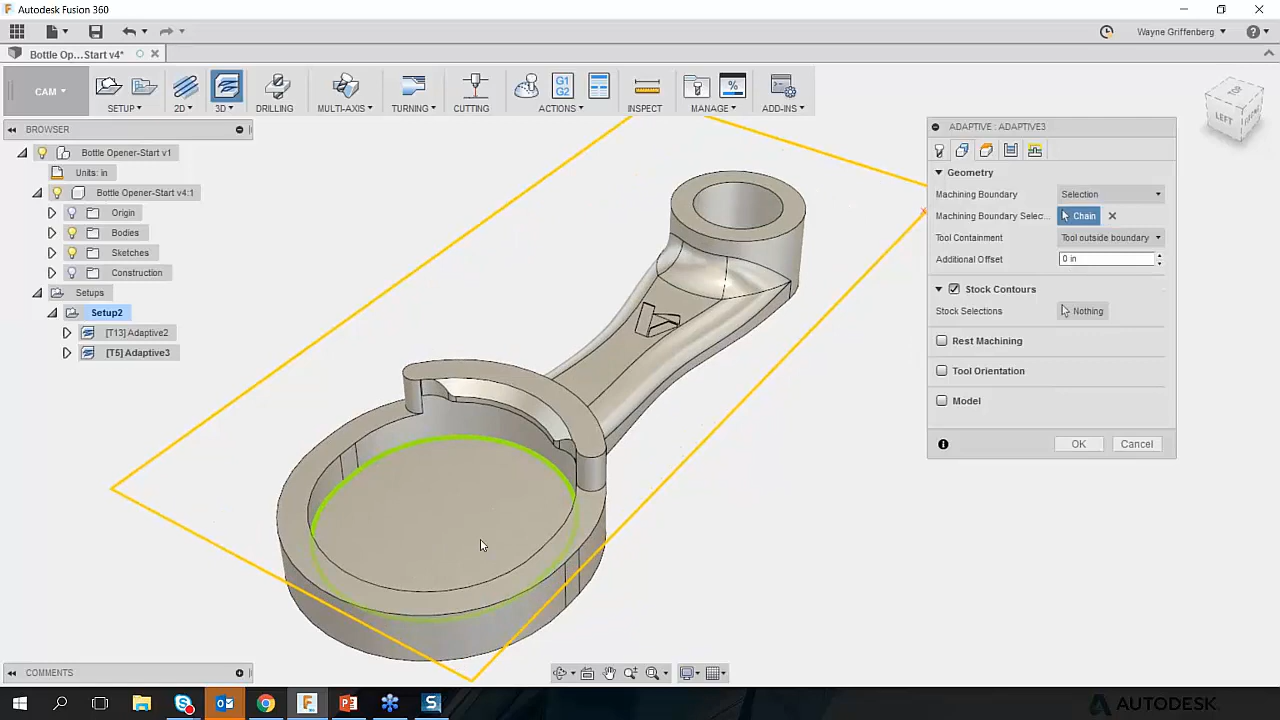 Autodesk Fusion 360
Wayne Griffenberg
Bottle Op...Start v4*
CAM
SETUP
2D
3D
DRILLING
MULTI-AXIS
TURNING
CUTTING
G1
G2
ACTIONS
INSPECT
%
MANAGE
ADD-INS
BROWSER
Bottle Opener-Start v1
Units: in
Bottle Opener-Start v4:1
Origin
Bodies
Sketches
Construction
Setups
Setup2
[T13] Adaptive2
[T5] Adaptive3
LEFT
ADAPTIVE : ADAPTIVE3
Geometry
Machining Boundary Selection
Machining Boundary Selec... Chain
Tool Containment Tool outside boundary
Additional Offset 0 in
Stock Contours
Stock Selections Nothing
Rest Machining
Tool Orientation
Model
OK Cancel
COMMENTS
AUTODESK